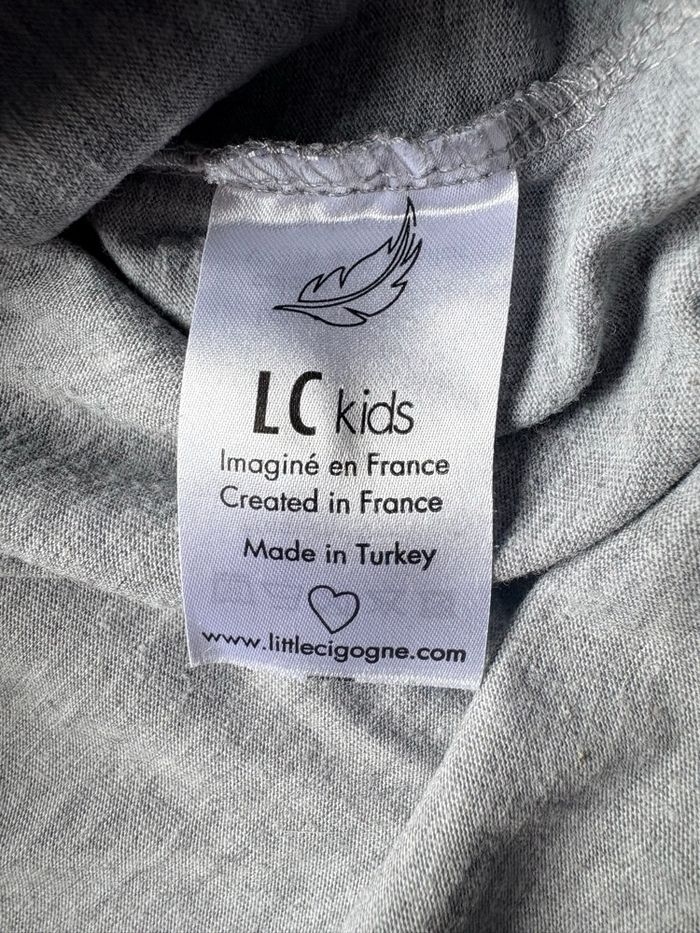 LC kids
Imaginé en France
Created in France
Made in Turkey
www.littlecigogne.com